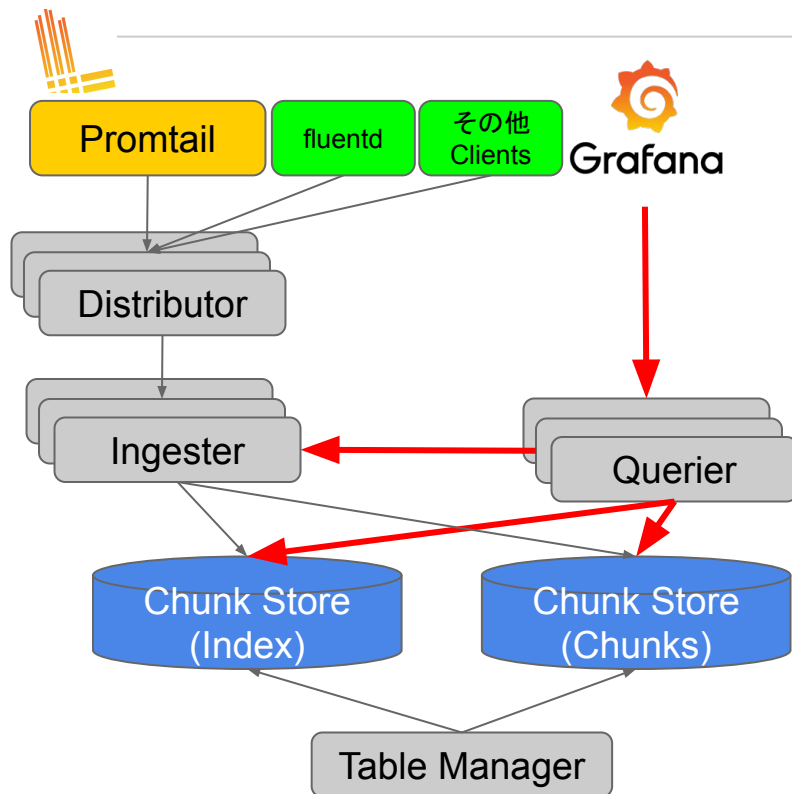 Promtail
fluentd
その他
Clients
Grafana
Distributor
Ingester
Querier
Chunk Store
(Index)
Chunk Store
(Chunks)
Table Manager